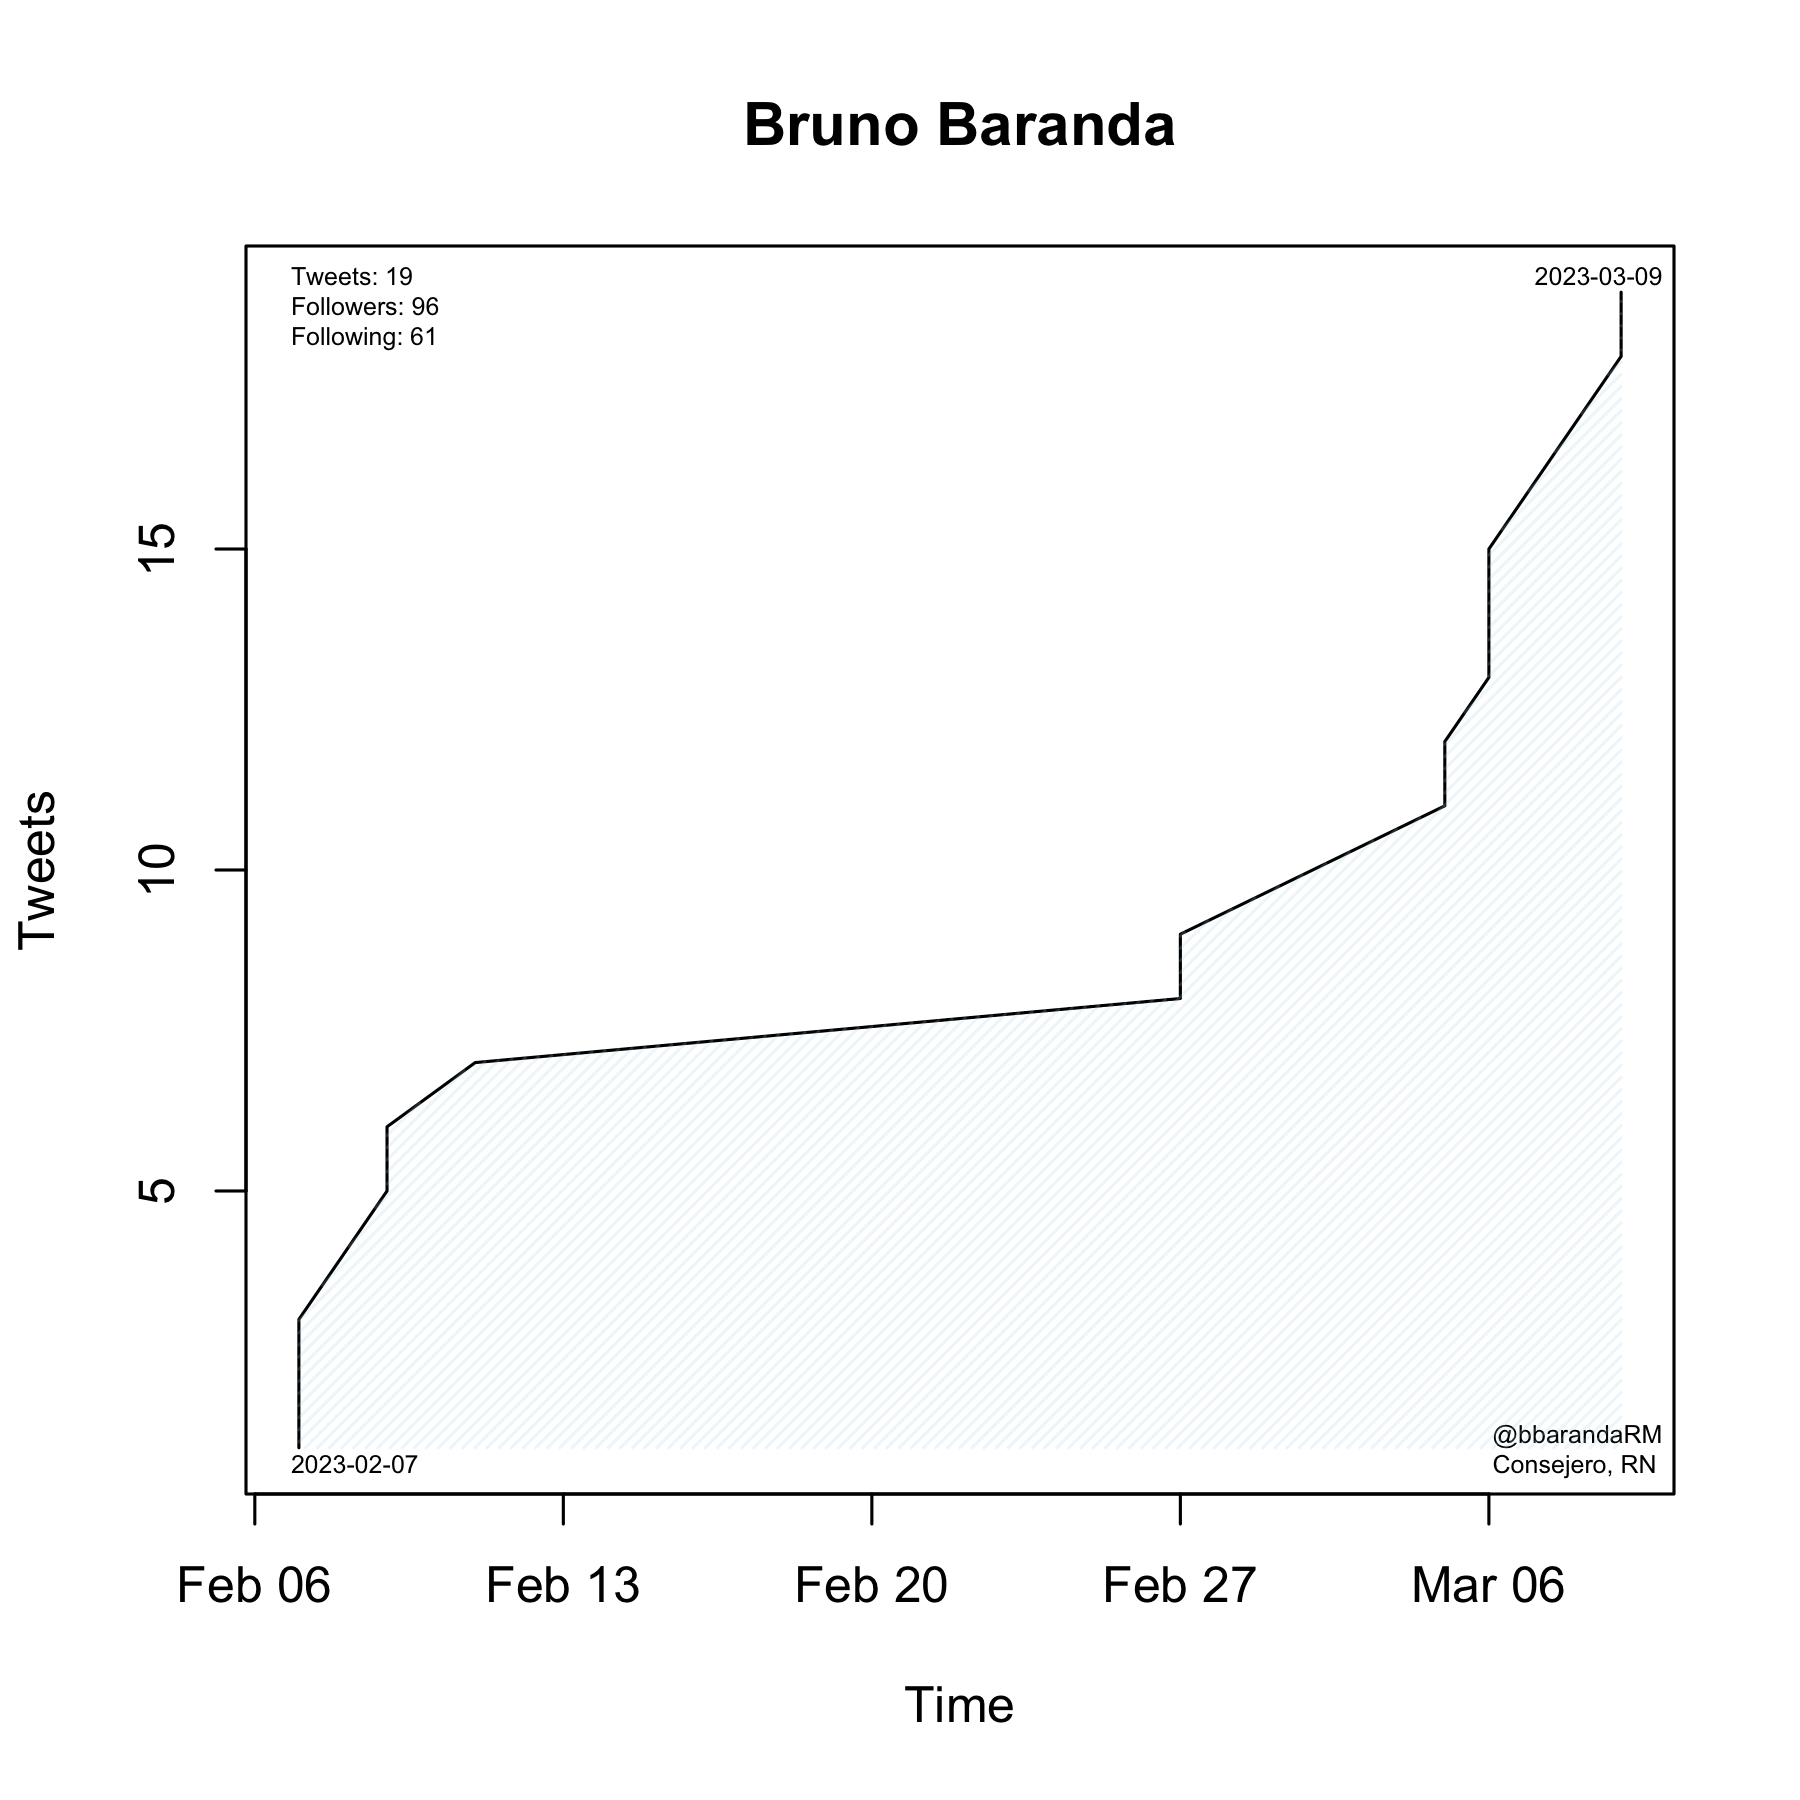 Bruno Baranda
Tweets: 19
Followers: 96
Following: 61
2023-03-09
15
10
5
Tweets
2023-02-07
@bbarandaRM
Consejero, RN
Feb 06
Feb 13
Feb 20
Feb 27
Mar 06
Time